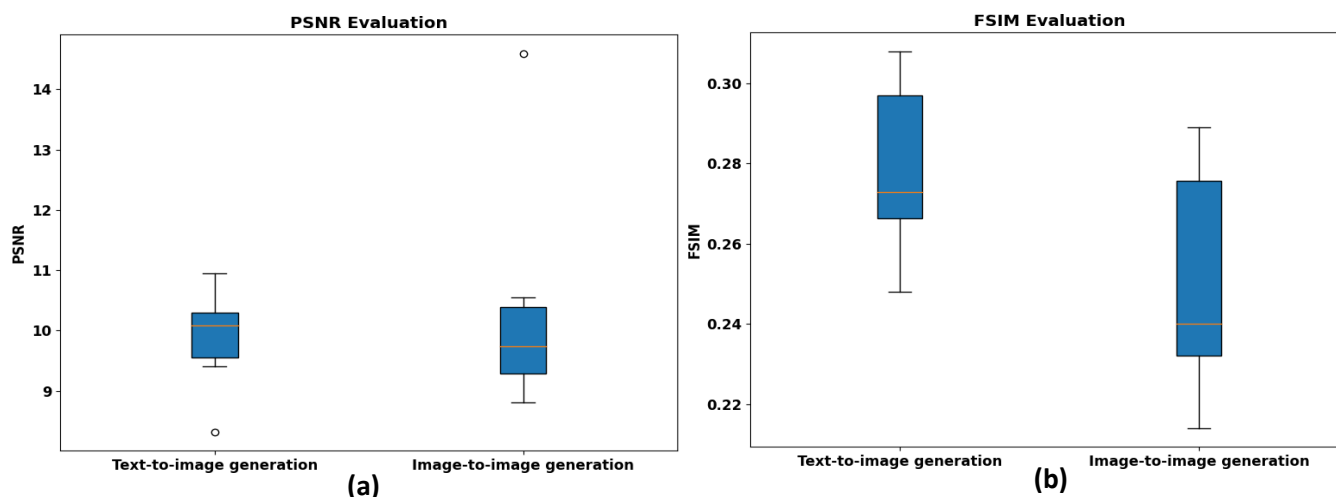 PSNR Evaluation
14
13
12
11
10
9
PSNR
Text-to-image generation
Image-to-image generation
(a)
FSIM Evaluation
0.30
0.28
0.26
0.24
0.22
FSIM
Text-to-image generation
Image-to-image generation
(b)